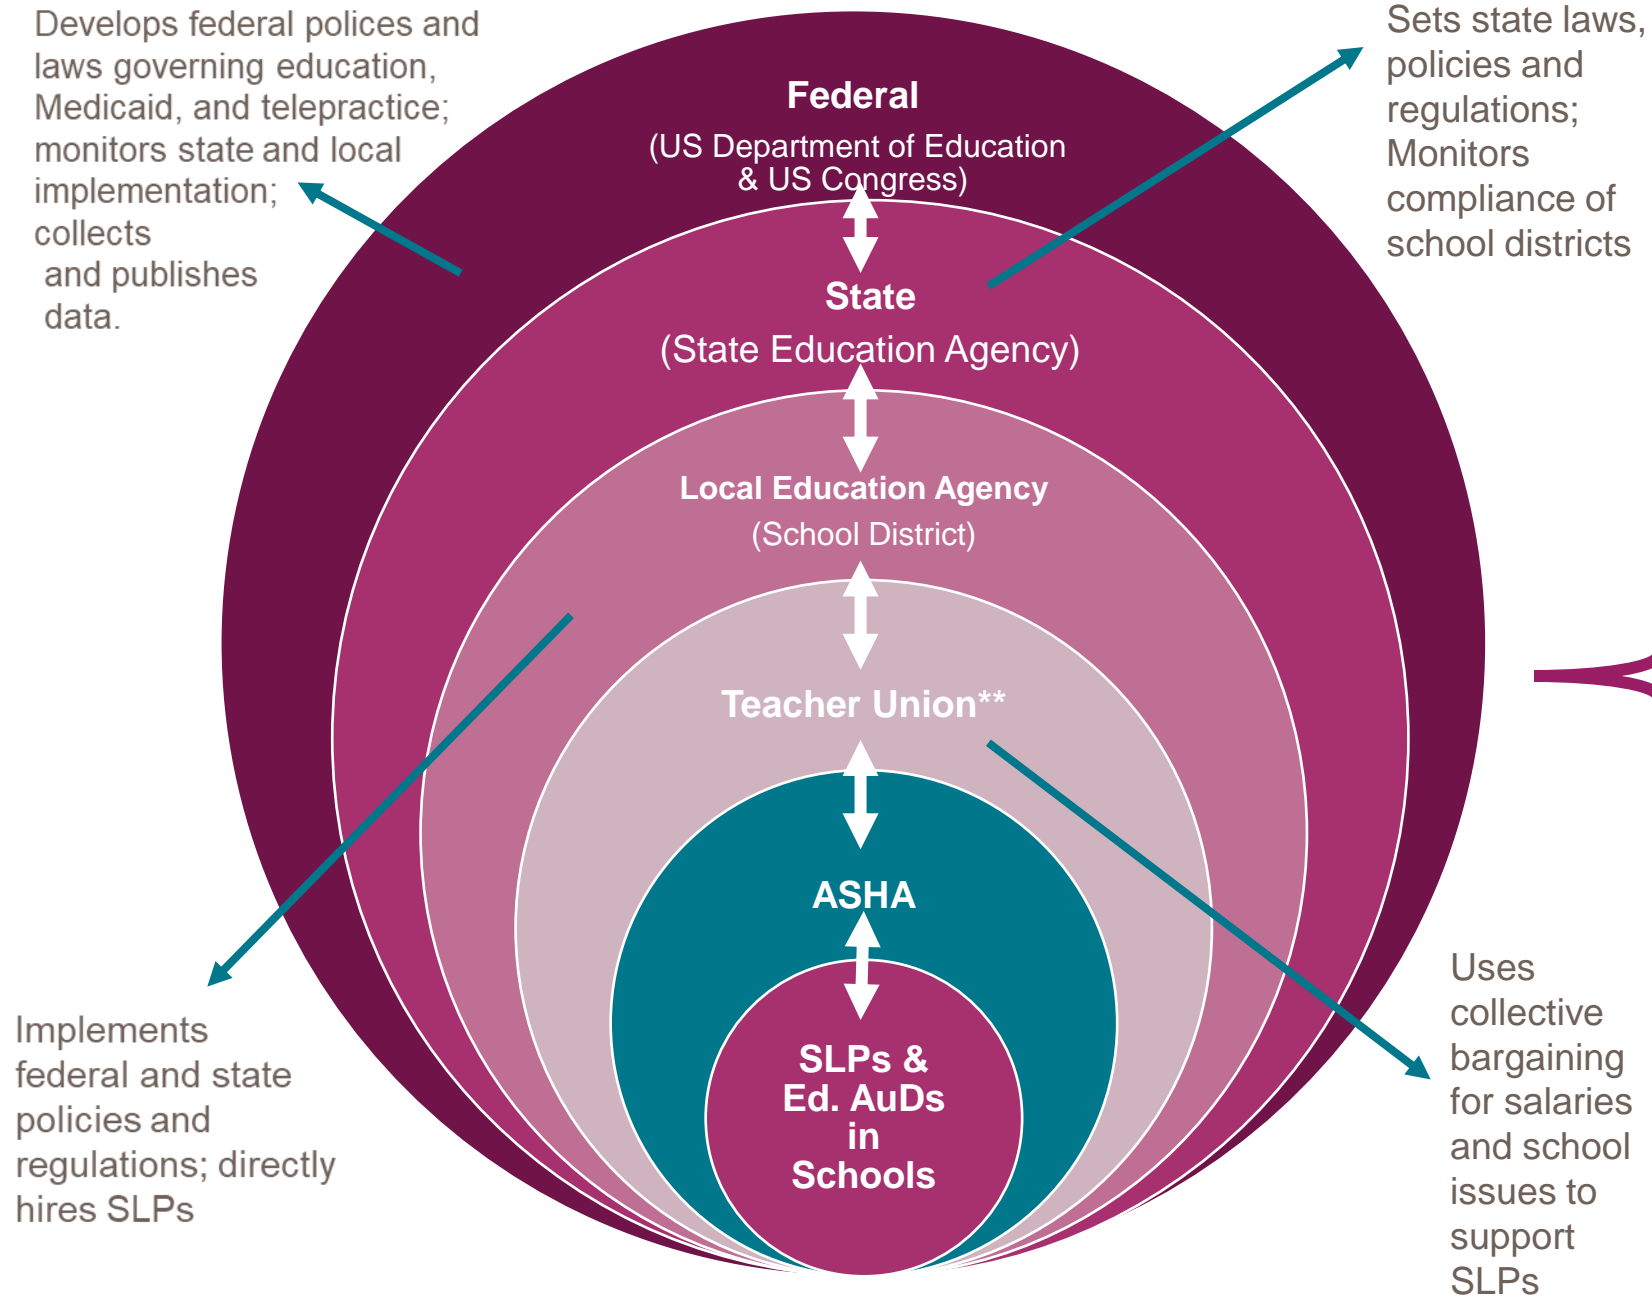 Develops federal polices and
laws governing education,
Medicaid, and telepractice;
monitors state and local
implementation;
collects
and publishes
data.
Sets state laws,
policies and
regulations;
Monitors
compliance of
school districts
Federal
(US Department of Education
& US Congress)
State
(State Education Agency)
Local Education Agency
(School District)
Teacher Union**
ASHA
SLPs &
Ed. AuDs
in
Schools
Implements
federal and state
policies and
regulations; directly
hires SLPs
Uses
collective
bargaining
for salaries
and school
issues to
support
SLPs